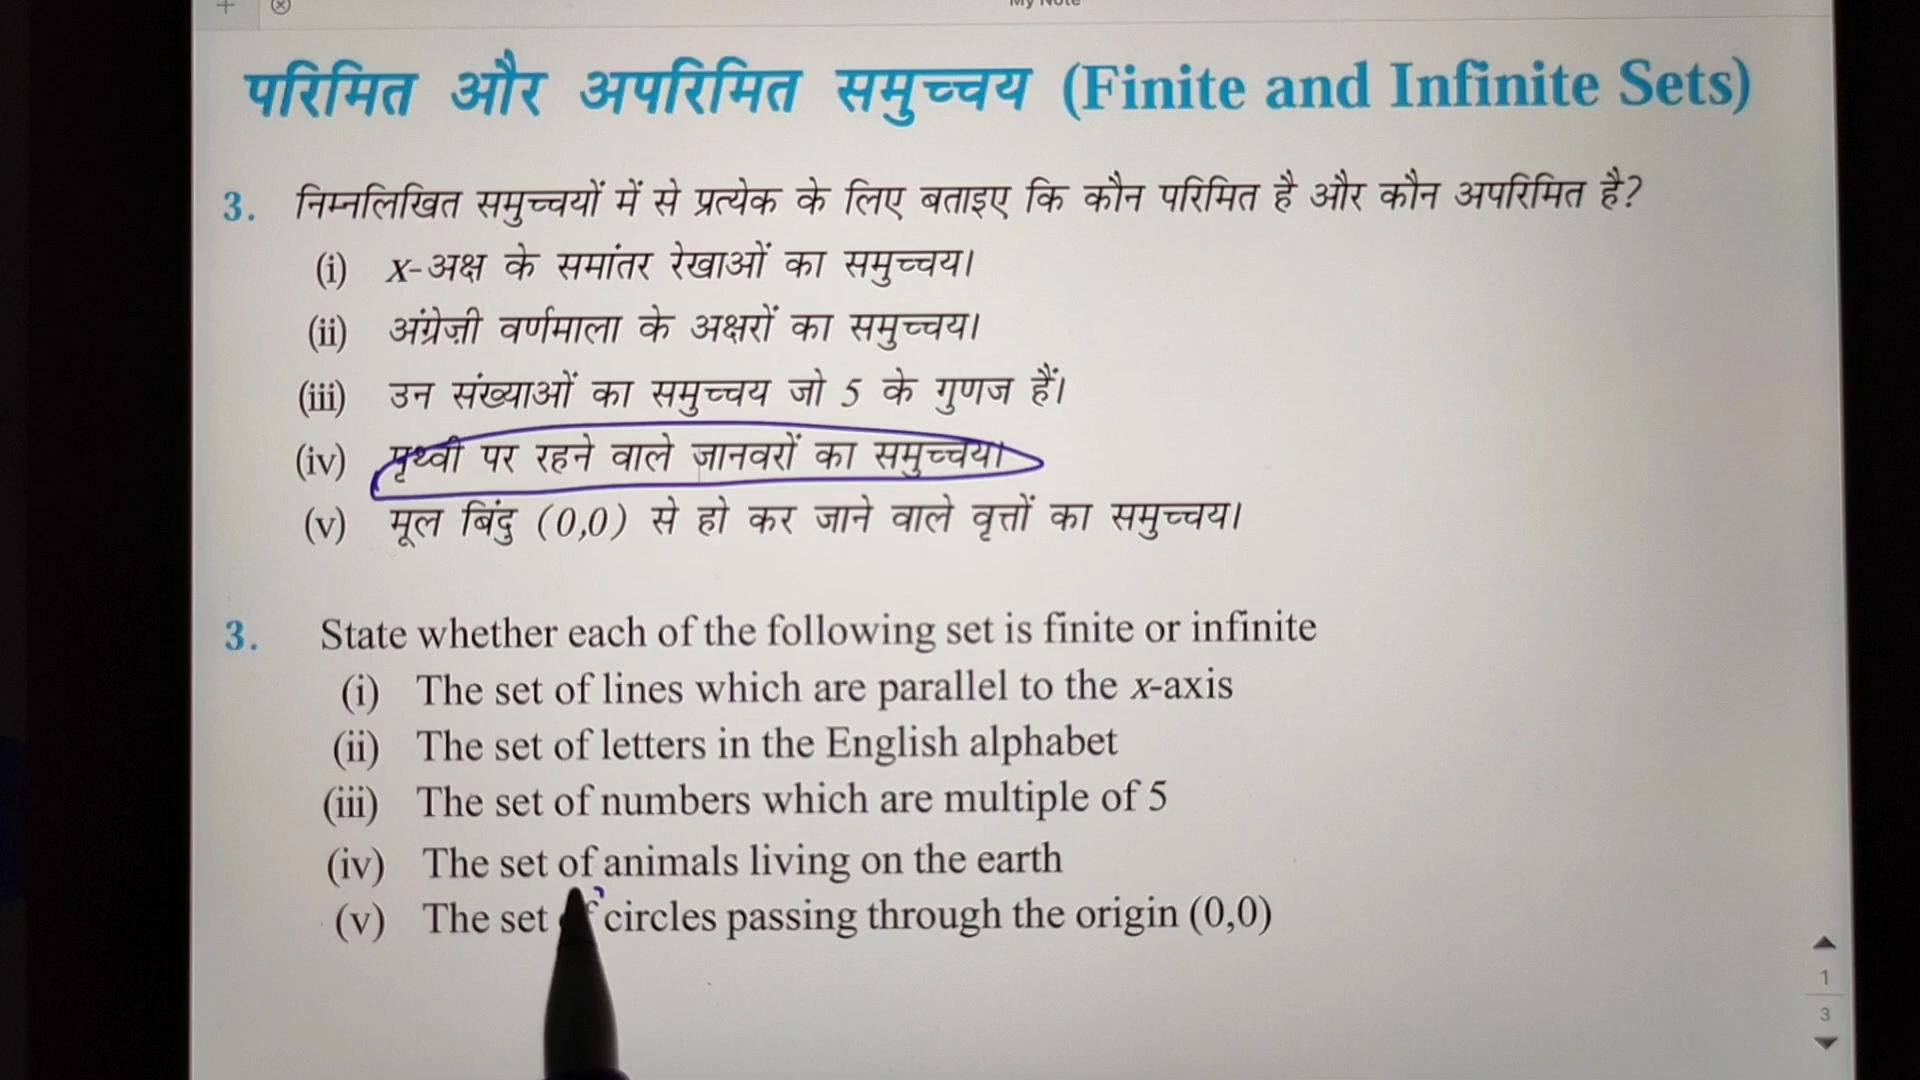 My Note
परिमित और अपरिमित समुच्चय (Finite and Infinite Sets)
3. निम्नलिखित समुच्चयों में से प्रत्येक के लिए बताइए कि कौन परिमित है और कौन अपरिमित है?
(i) x-अक्ष के समांतर रेखाओं का समुच्चय।
(ii) अंग्रेज़ी वर्णमाला के अक्षरों का समुच्चय।
(iii) उन संख्याओं का समुच्चय जो 5 के गुणज हैं।
(iv) पृथ्वी पर रहने वाले जानवरों का समुच्चय।
(v) मूल बिंदु (0,0) से हो कर जाने वाले वृत्तों का समुच्चय।
3. State whether each of the following set is finite or infinite
(i) The set of lines which are parallel to the x-axis
(ii) The set of letters in the English alphabet
(iii) The set of numbers which are multiple of 5
(iv) The set of animals living on the earth
(v) The set of circles passing through the origin (0,0)
1
3